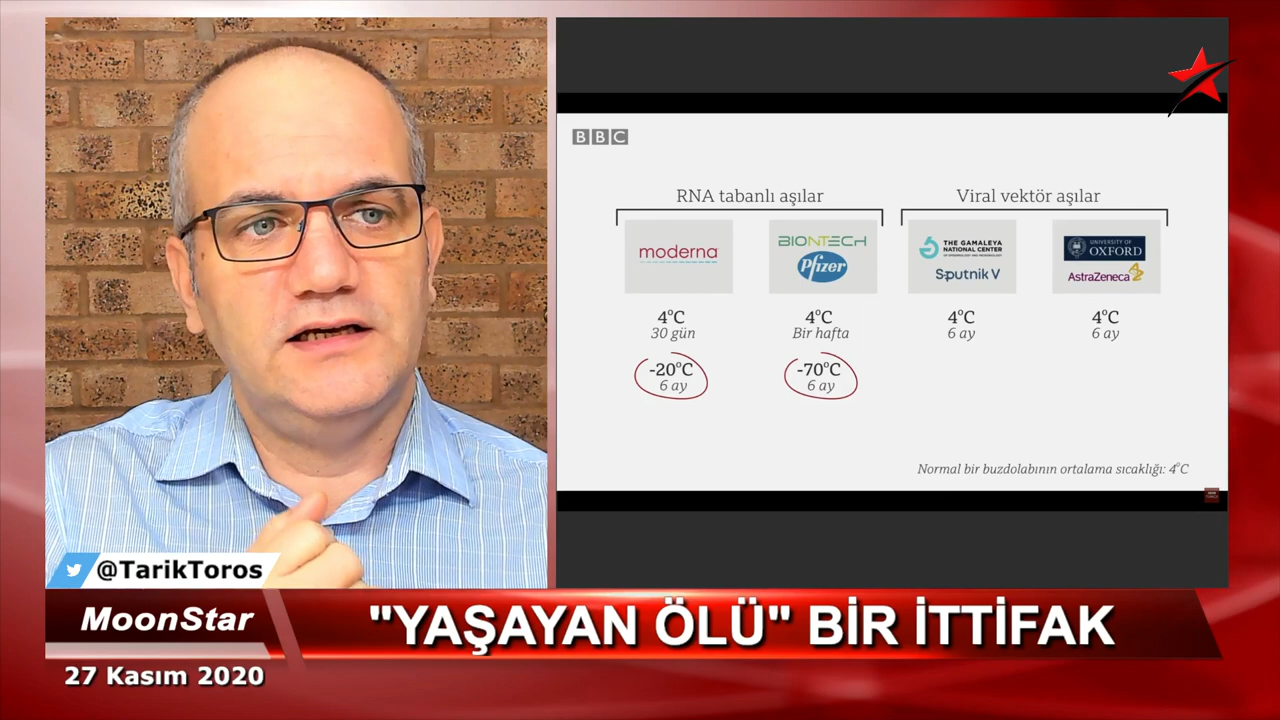 BBC
RNA tabanlı aşılar
Viral vektör aşılar
moderna
BIONTECH
Pfizer
THE GAMALEYA
NATIONAL CENTER
Sputnik V
UNIVERSITY OF
OXFORD
AstraZeneca
4°C
30 gün
4°C
Bir hafta
4°C
6 ay
4°C
6 ay
-20°C
6 ay
-70°C
6 ay
Normal bir buzdolabının ortalama sıcaklığı: 4°C
@TarikToros
MoonStar
"YAŞAYAN ÖLÜ" BİR İTTİFAK
27 Kasım 2020